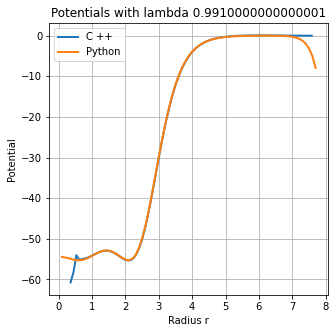 Potentials with lambda 0.9910000000000001
C ++
Python
0
−10
−20
−30
−40
−50
−60
Potential
0 1 2 3 4 5 6 7 8
Radius r